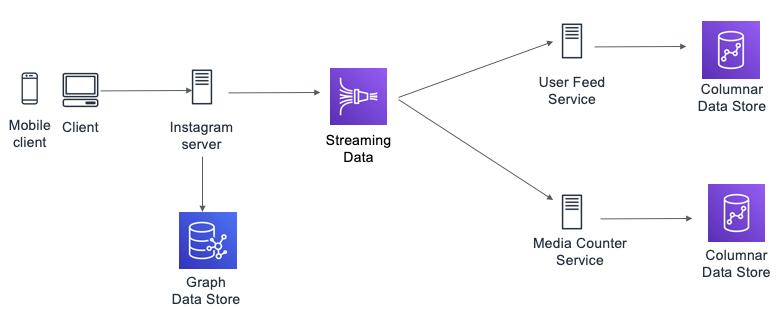 Mobile
client
Client
Instagram
server
Graph
Data Store
Streaming
Data
User Feed
Service
Columnar
Data Store
Media Counter
Service
Columnar
Data Store